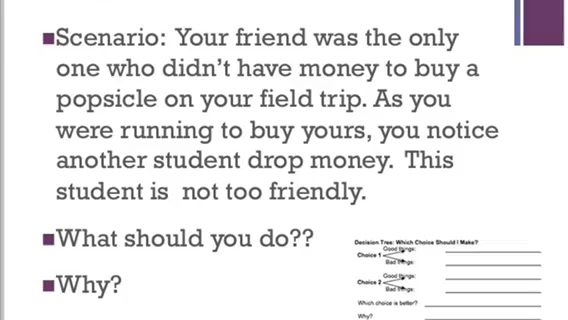 Scenario: Your friend was the only
one who didn't have money to buy a
popsicle on your field trip. As you
were running to buy yours, you notice
another student drop money. This
student is not too friendly.
What should you do??
Why?
Decision Tree: Which Choice Should I Make?
Good things:
Choice 1
Bad things:
Good things:
Choice 2
Bad things:
Which choice is better?
Why?